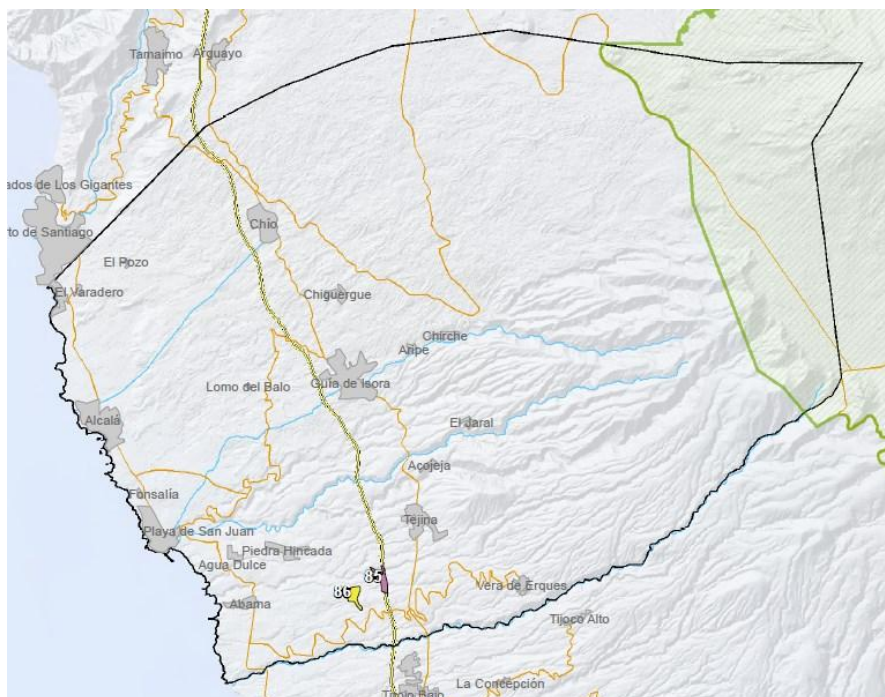 Tamaimo
Arguayo
ados de Los Gigantes
Chío
rto de Santiago
El Pozo
El Varadero
Chiguergue
Chirche
Aripe
Lomo del Balo
Guía de Isora
Alcalá
El Jaral
Acojeja
Fonsalía
Tejina
Playa de San Juan
Piedra Hincada
Agua Dulce
85
86
Vera de Erques
Abama
Tijoco Alto
La Concepción
Tijoco Bajo